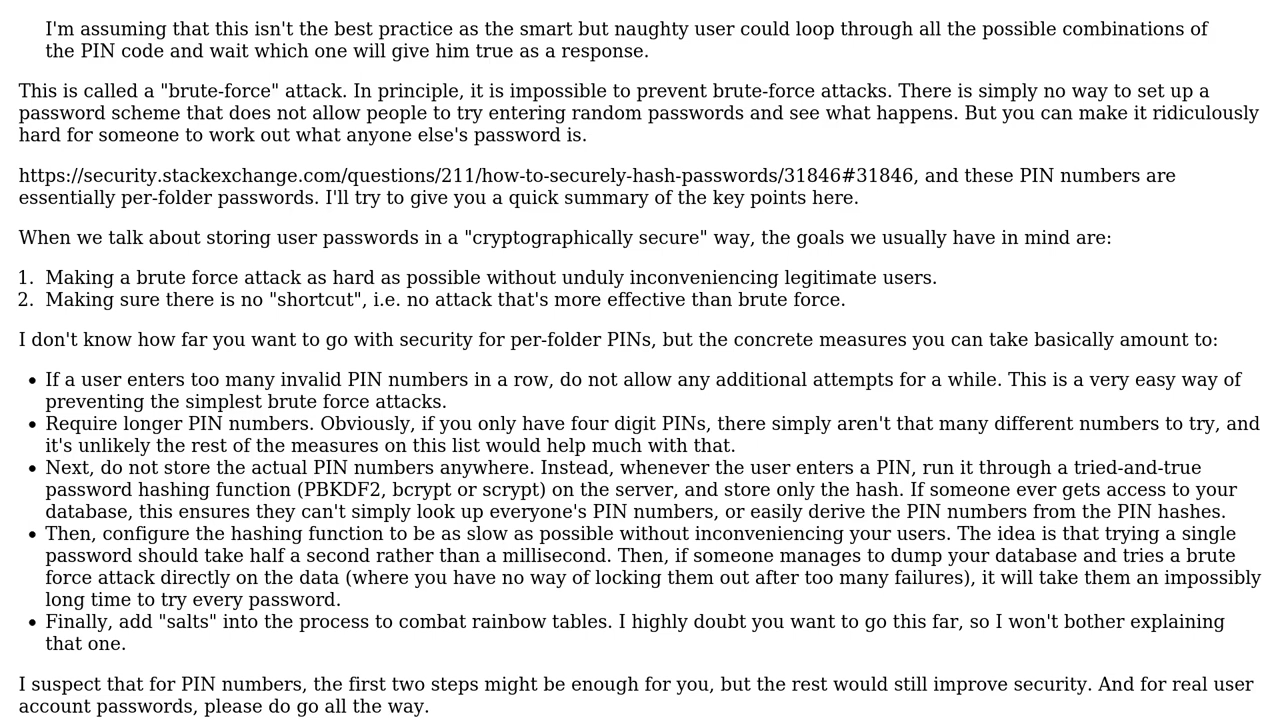 I'm assuming that this isn't the best practice as the smart but naughty user could loop through all the possible combinations of
the PIN code and wait which one will give him true as a response.
This is called a "brute-force" attack. In principle, it is impossible to prevent brute-force attacks. There is simply no way to set up a
password scheme that does not allow people to try entering random passwords and see what happens. But you can make it ridiculously
hard for someone to work out what anyone else's password is.
https://security.stackexchange.com/questions/211/how-to-securely-hash-passwords/31846#31846, and these PIN numbers are
essentially per-folder passwords. I'll try to give you a quick summary of the key points here.
When we talk about storing user passwords in a "cryptographically secure" way, the goals we usually have in mind are:
1. Making a brute force attack as hard as possible without unduly inconveniencing legitimate users.
2. Making sure there is no "shortcut", i.e. no attack that's more effective than brute force.
I don't know how far you want to go with security for per-folder PINs, but the concrete measures you can take basically amount to:
• If a user enters too many invalid PIN numbers in a row, do not allow any additional attempts for a while. This is a very easy way of
preventing the simplest brute force attacks.
• Require longer PIN numbers. Obviously, if you only have four digit PINs, there simply aren't that many different numbers to try, and
it's unlikely the rest of the measures on this list would help much with that.
• Next, do not store the actual PIN numbers anywhere. Instead, whenever the user enters a PIN, run it through a tried-and-true
password hashing function (PBKDF2, bcrypt or scrypt) on the server, and store only the hash. If someone ever gets access to your
database, this ensures they can't simply look up everyone's PIN numbers, or easily derive the PIN numbers from the PIN hashes.
• Then, configure the hashing function to be as slow as possible without inconveniencing your users. The idea is that trying a single
password should take half a second rather than a millisecond. Then, if someone manages to dump your database and tries a brute
force attack directly on the data (where you have no way of locking them out after too many failures), it will take them an impossibly
long time to try every password.
• Finally, add "salts" into the process to combat rainbow tables. I highly doubt you want to go this far, so I won't bother explaining
that one.
I suspect that for PIN numbers, the first two steps might be enough for you, but the rest would still improve security. And for real user
account passwords, please do go all the way.